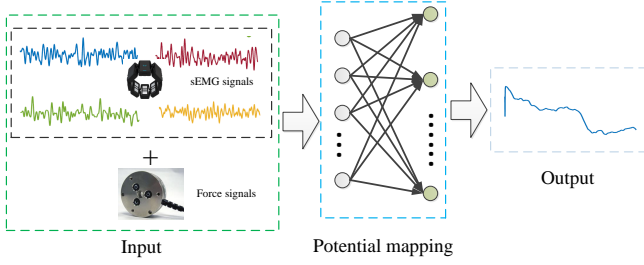 sEMG signals
+
Force signals
Input
Potential mapping
Output